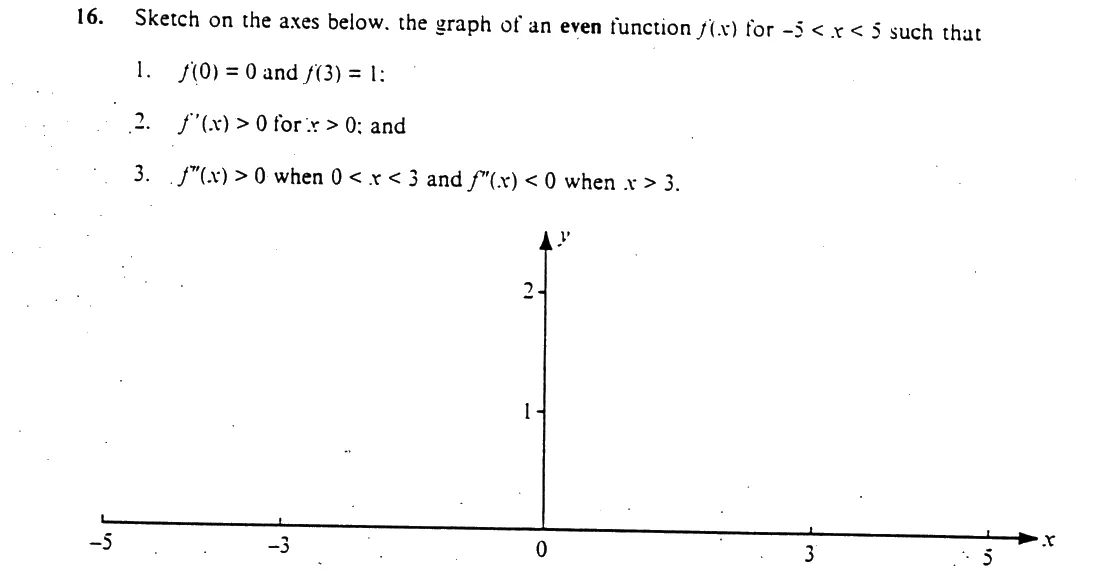 16. Sketch on the axes below. the graph of an even function f(x) for -5 < x < 5 such that
1. f(0) = 0 and f(3) = 1:
2. f'(x) > 0 for x > 0: and
3. f"(x) > 0 when 0 < x < 3 and f"(x) < 0 when x > 3.
y
2
1
-5 -3 0 3 5 x